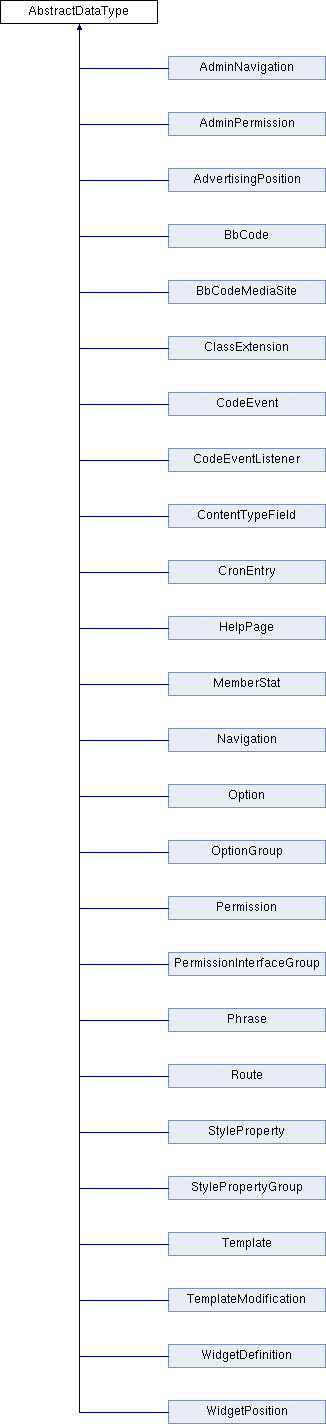 AbstractDataType
AdminNavigation
AdminPermission
AdvertisingPosition
BbCode
BbCodeMediaSite
ClassExtension
CodeEvent
CodeEventListener
ContentTypeField
CronEntry
HelpPage
MemberStat
Navigation
Option
OptionGroup
Permission
PermissionInterfaceGroup
Phrase
Route
StyleProperty
StylePropertyGroup
Template
TemplateModification
WidgetDefinition
WidgetPosition